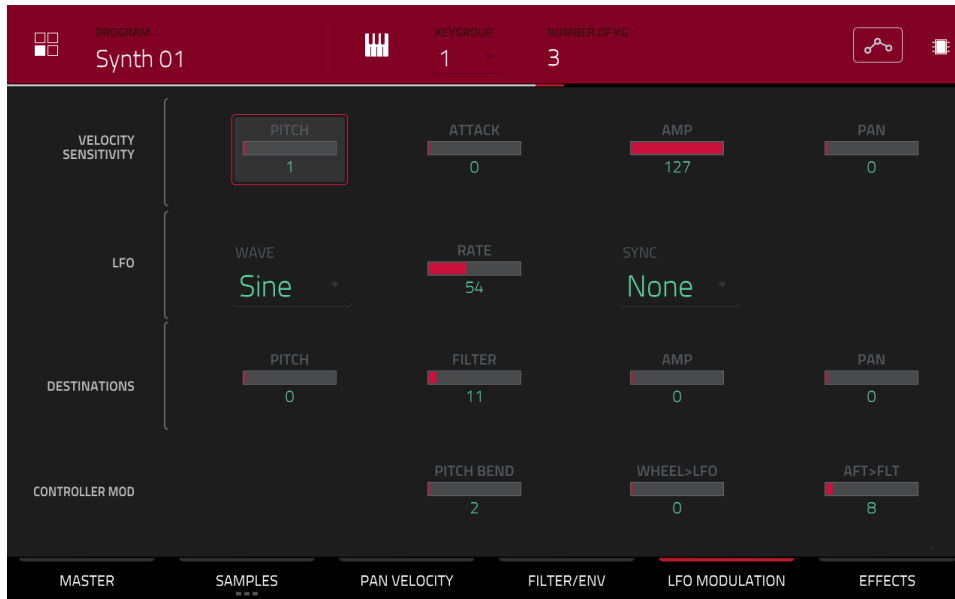 PROGRAM
Synth 01
KEYGROUP
1
NUMBER OF KG
3
VELOCITY
SENSITIVITY
PITCH
1
ATTACK
0
AMP
127
PAN
0
LFO
WAVE
Sine
RATE
54
SYNC
None
DESTINATIONS
PITCH
0
FILTER
11
AMP
0
PAN
0
CONTROLLER MOD
PITCH BEND
2
WHEEL>LFO
0
AFT>FLT
8
MASTER
SAMPLES
PAN VELOCITY
FILTER/ENV
LFO MODULATION
EFFECTS